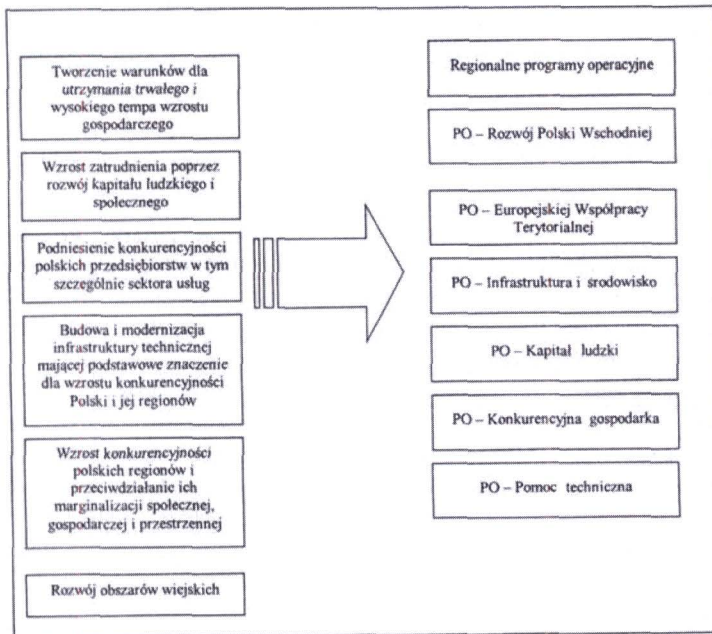 Tworzenie warunków dla
utrzymania trwałego i
wysokiego tempa wzrostu
gospodarczego
Wzrost zatrudnienia poprzez
rozwój kapitału ludzkiego i
społecznego
Podniesienie konkurencyjności
polskich przedsiębiorstw w tym
szczególnie sektora usług
Budowa i modernizacja
infrastruktury technicznej
mającej podstawowe znaczenie
dla wzrostu konkurencyjności
Polski i jej regionów
Wzrost konkurencyjności
polskich regionów i
przeciwdziałanie ich
marginalizacji społecznej,
gospodarczej i przestrzennej
Rozwój obszarów wiejskich
Regionalne programy operacyjne
PO – Rozwój Polski Wschodniej
PO – Europejskiej Współpracy
Terytorialnej
PO – Infrastruktura i środowisko
PO – Kapitał ludzki
PO – Konkurencyjna gospodarka
PO – Pomoc techniczna